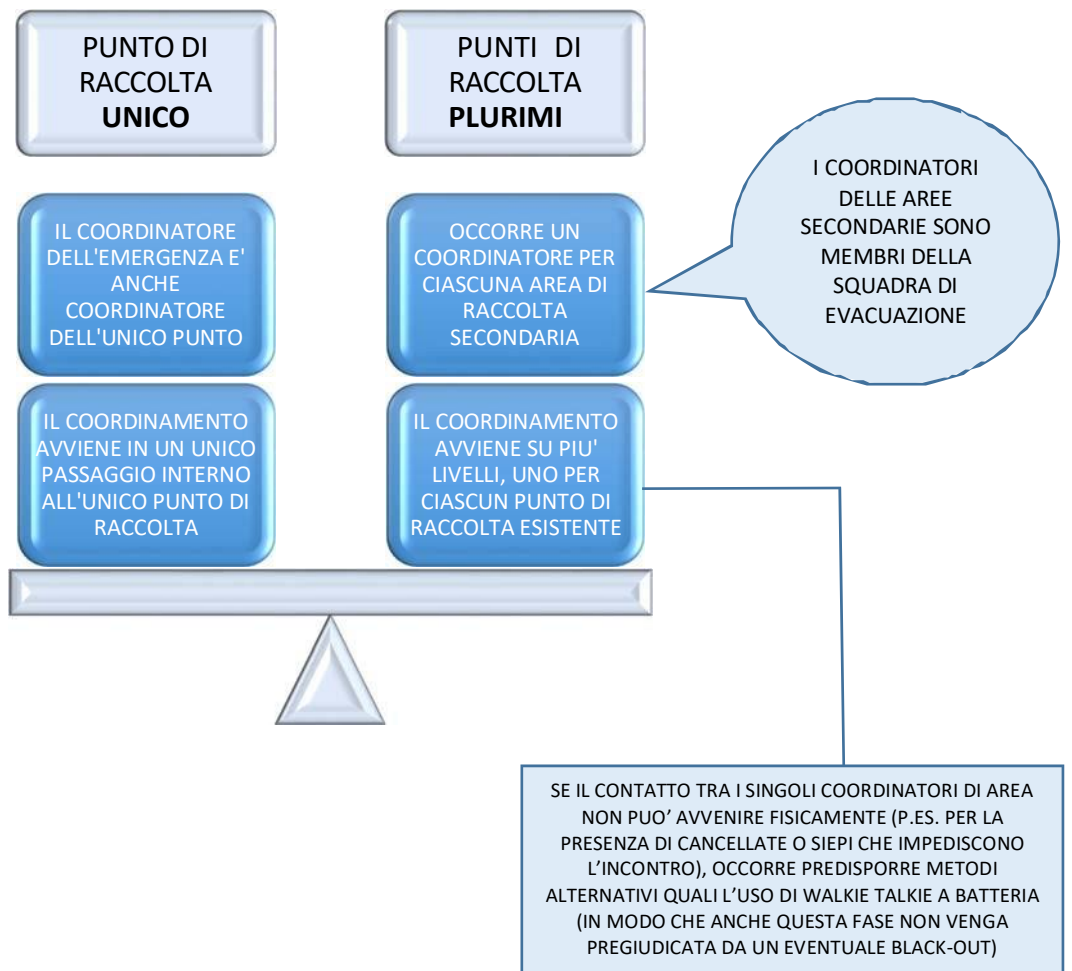 PUNTO DI
RACCOLTA
UNICO
IL COORDINATORE
DELL'EMERGENZA E'
ANCHE
COORDINATORE
DELL'UNICO PUNTO
IL COORDINAMENTO
AVVIENE IN UN UNICO
PASSAGGIO INTERNO
ALL'UNICO PUNTO DI
RACCOLTA
PUNTI DI
RACCOLTA
PLURIMI
OCCORRE UN
COORDINATORE PER
CIASCUNA AREA DI
RACCOLTA
SECONDARIA
IL COORDINAMENTO
AVVIENE SU PIU'
LIVELLI, UNO PER
CIASCUN PUNTO DI
RACCOLTA ESISTENTE
I COORDINATORI
DELLE AREE
SECONDARIE SONO
MEMBRI DELLA
SQUADRA DI
EVACUAZIONE
SE IL CONTATTO TRA I SINGOLI COORDINATORI DI AREA
NON PUO’ AVVENIRE FISICAMENTE (P.ES. PER LA
PRESENZA DI CANCELLATE O SIEPI CHE IMPEDISCONO
L’INCONTRO), OCCORRE PREDISPORRE METODI
ALTERNATIVI QUALI L’USO DI WALKIE TALKIE A BATTERIA
(IN MODO CHE ANCHE QUESTA FASE NON VENGA
PREGIUDICATA DA UN EVENTUALE BLACK-OUT)